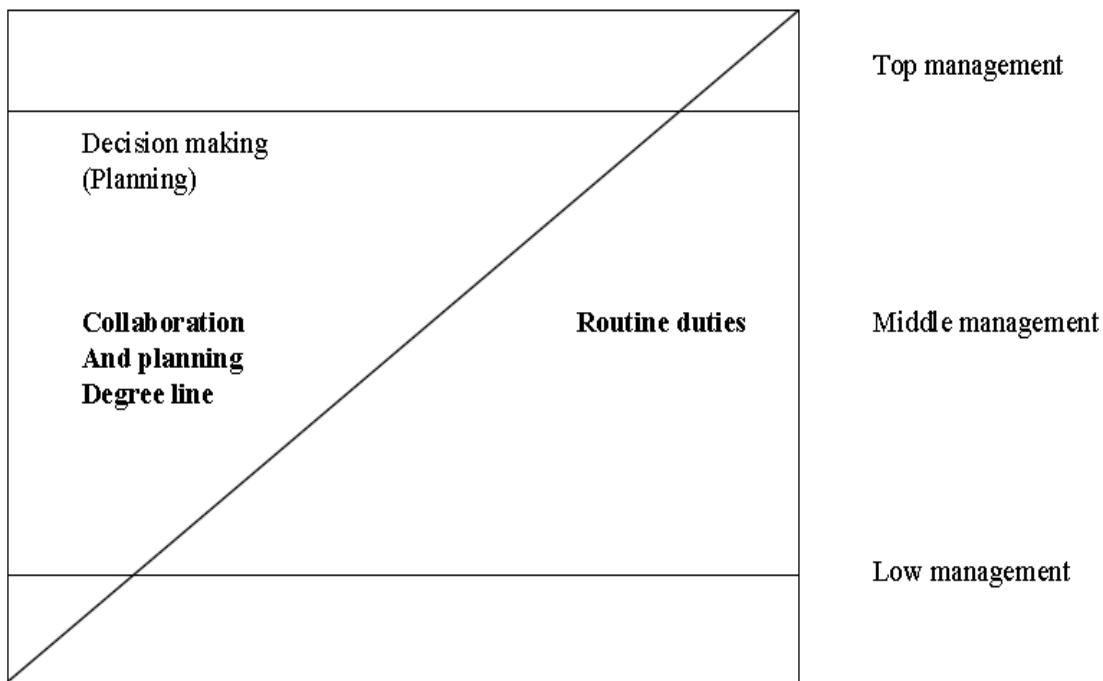 Top management
Decision making
(Planning)
Collaboration
And planning
Degree line
Routine duties
Middle management
Low management